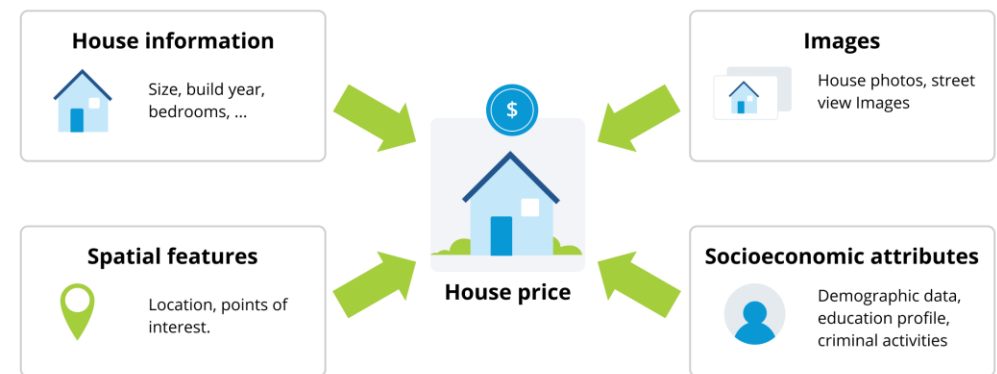 House information
Size, build year,
bedrooms, ...
$
Images
House photos, street
view Images
Spatial features
Location, points of
interest.
House price
Socioeconomic attributes
Demographic data,
education profile,
criminal activities